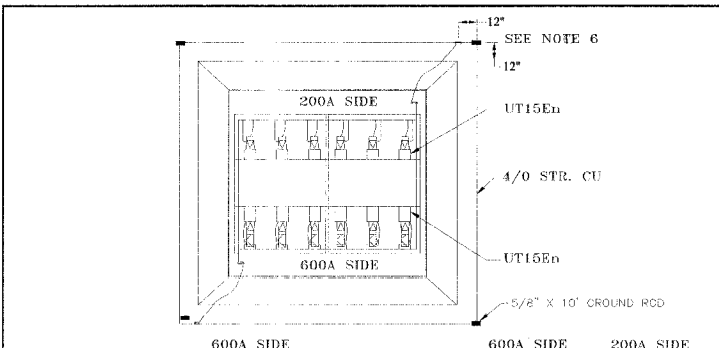 12"
SEE NOTE 6
12"
200A SIDE
UT15En
4/0 STR. CU
UT15En
600A SIDE
5/8" X 10' GROUND ROD
600A SIDE 600A SIDE 200A SIDE